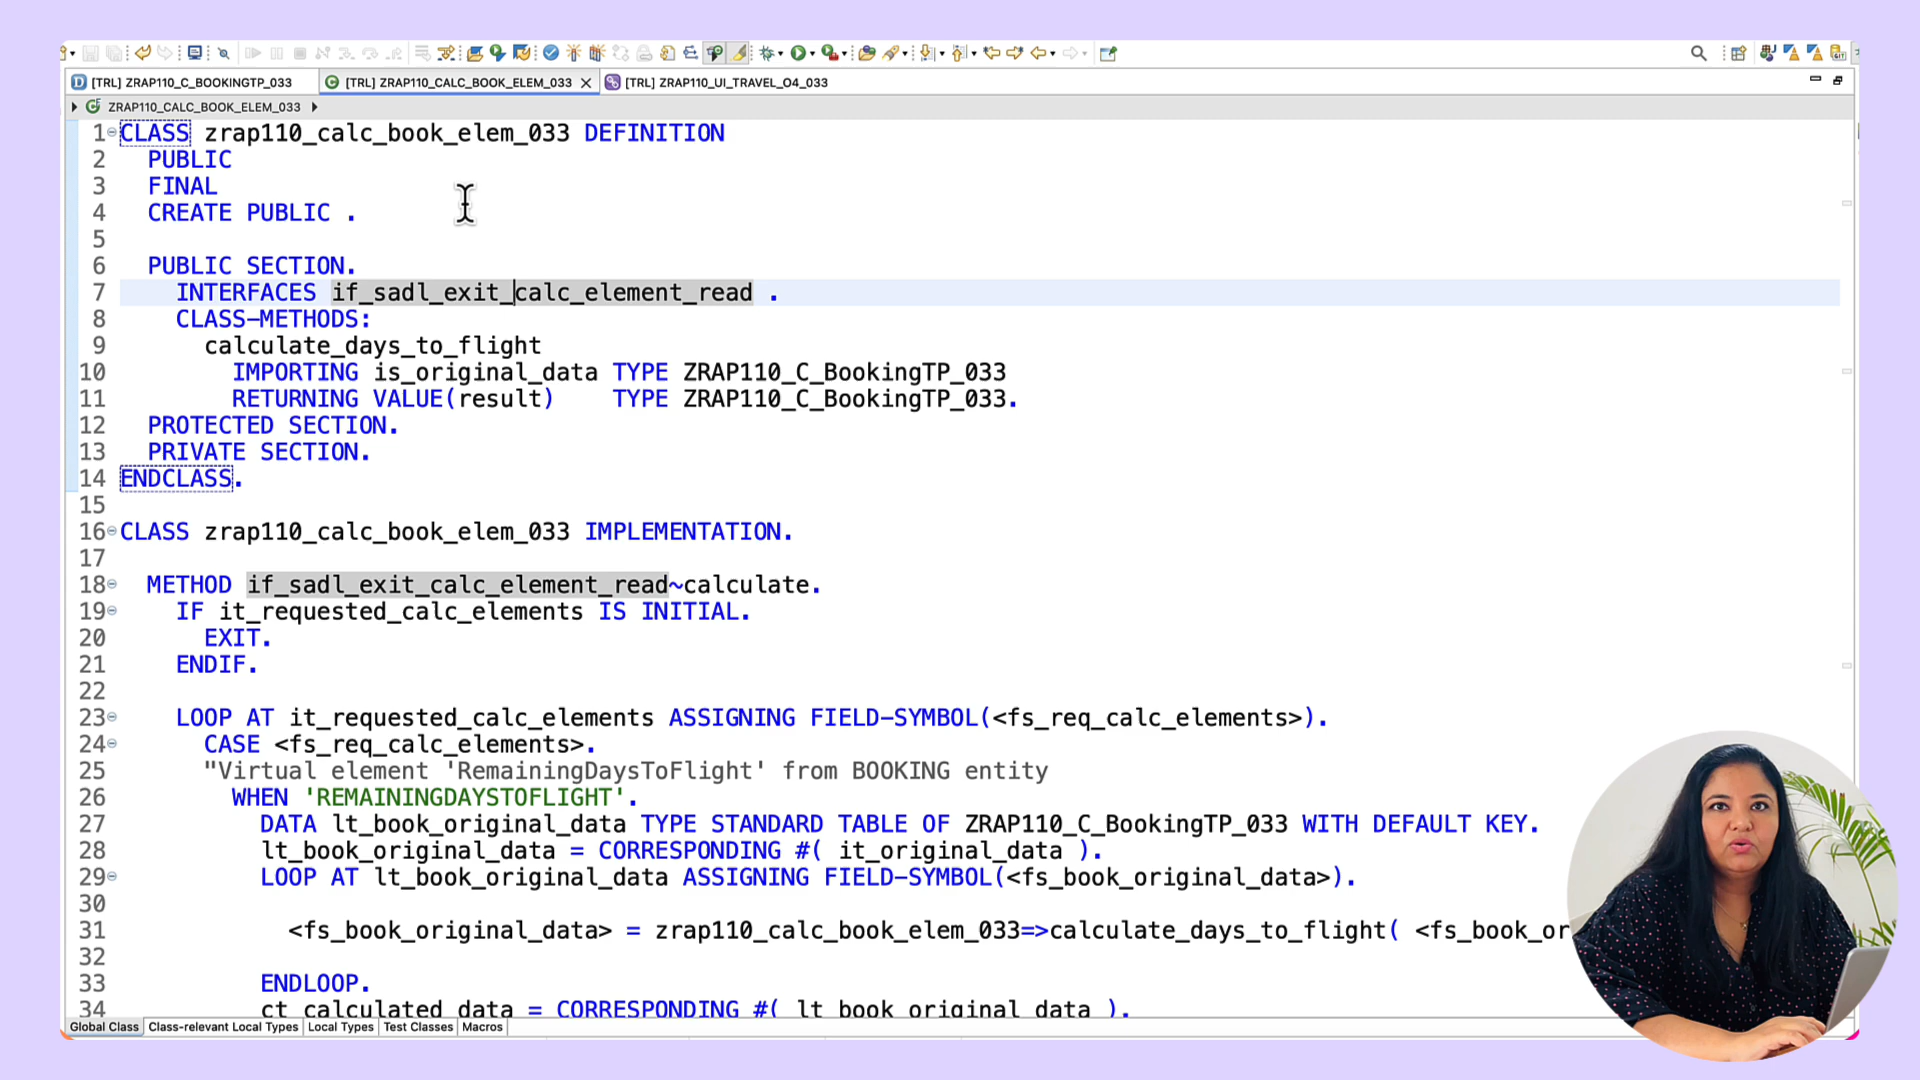 [TRL] ZRAP110_C_BOOKINGTP_033
[TRL] ZRAP110_CALC_BOOK_ELEM_033
[TRL] ZRAP110_UI_TRAVEL_O4_033
ZRAP110_CALC_BOOK_ELEM_033
1 CLASS zrap110_calc_book_elem_033 DEFINITION
2 PUBLIC
3 FINAL
4 CREATE PUBLIC .
5
6 PUBLIC SECTION.
7 INTERFACES if_sadl_exit_calc_element_read .
8 CLASS-METHODS:
9 calculate_days_to_flight
10 IMPORTING is_original_data TYPE ZRAP110_C_BookingTP_033
11 RETURNING VALUE(result) TYPE ZRAP110_C_BookingTP_033.
12 PROTECTED SECTION.
13 PRIVATE SECTION.
14 ENDCLASS.
15
16 CLASS zrap110_calc_book_elem_033 IMPLEMENTATION.
17
18 METHOD if_sadl_exit_calc_element_read~calculate.
19 IF it_requested_calc_elements IS INITIAL.
20 EXIT.
21 ENDIF.
22
23 LOOP AT it_requested_calc_elements ASSIGNING FIELD-SYMBOL(<fs_req_calc_elements>).
24 CASE <fs_req_calc_elements>.
25 "Virtual element 'RemainingDaysToFlight' from BOOKING entity
26 WHEN 'REMAININGDAYSTOFLIGHT'.
27 DATA lt_book_original_data TYPE STANDARD TABLE OF ZRAP110_C_BookingTP_033 WITH DEFAULT KEY.
28 lt_book_original_data = CORRESPONDING #( it_original_data ).
29 LOOP AT lt_book_original_data ASSIGNING FIELD-SYMBOL(<fs_book_original_data>).
30
31 <fs_book_original_data> = zrap110_calc_book_elem_033=>calculate_days_to_flight( <fs_book_or
32
33 ENDLOOP.
34 ct_calculated_data = CORRESPONDING #( lt_book_original_data ).
Global Class Class-relevant Local Types Local Types Test Classes Macros